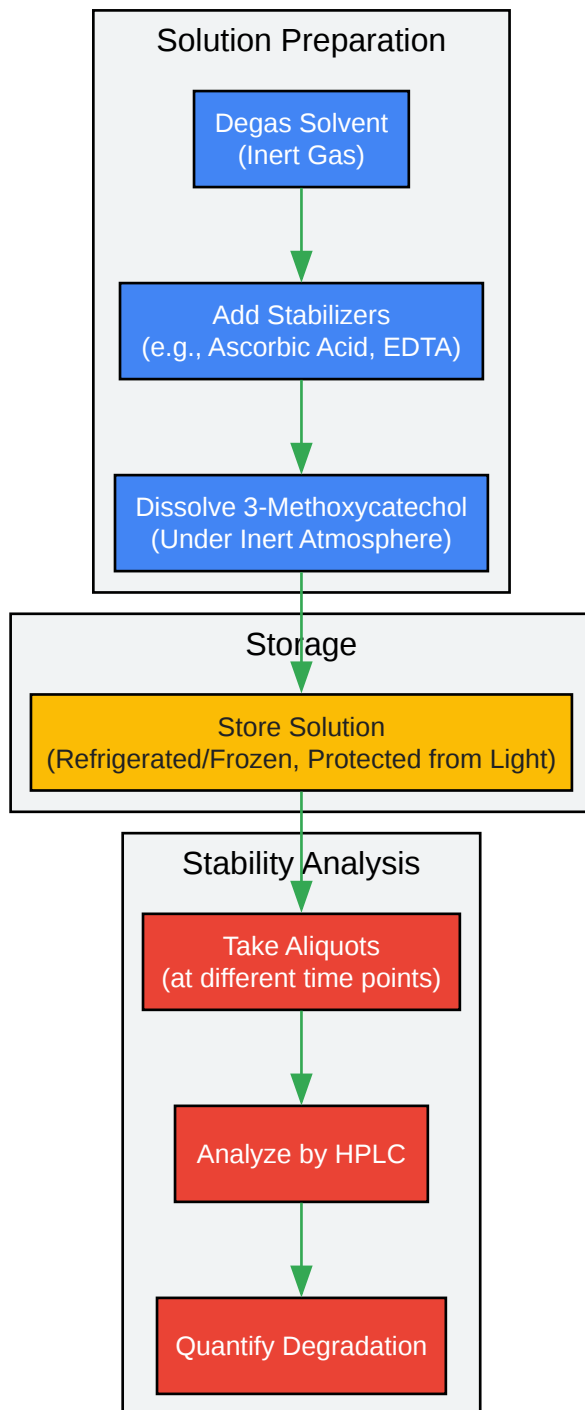 Solution Preparation
Degas Solvent
(Inert Gas)
Add Stabilizers
(e.g., Ascorbic Acid, EDTA)
Dissolve 3-Methoxycatechol
(Under Inert Atmosphere)
Storage
Store Solution
(Refrigerated/Frozen, Protected from Light)
Stability Analysis
Take Aliquots
(at different time points)
Analyze by HPLC
Quantify Degradation